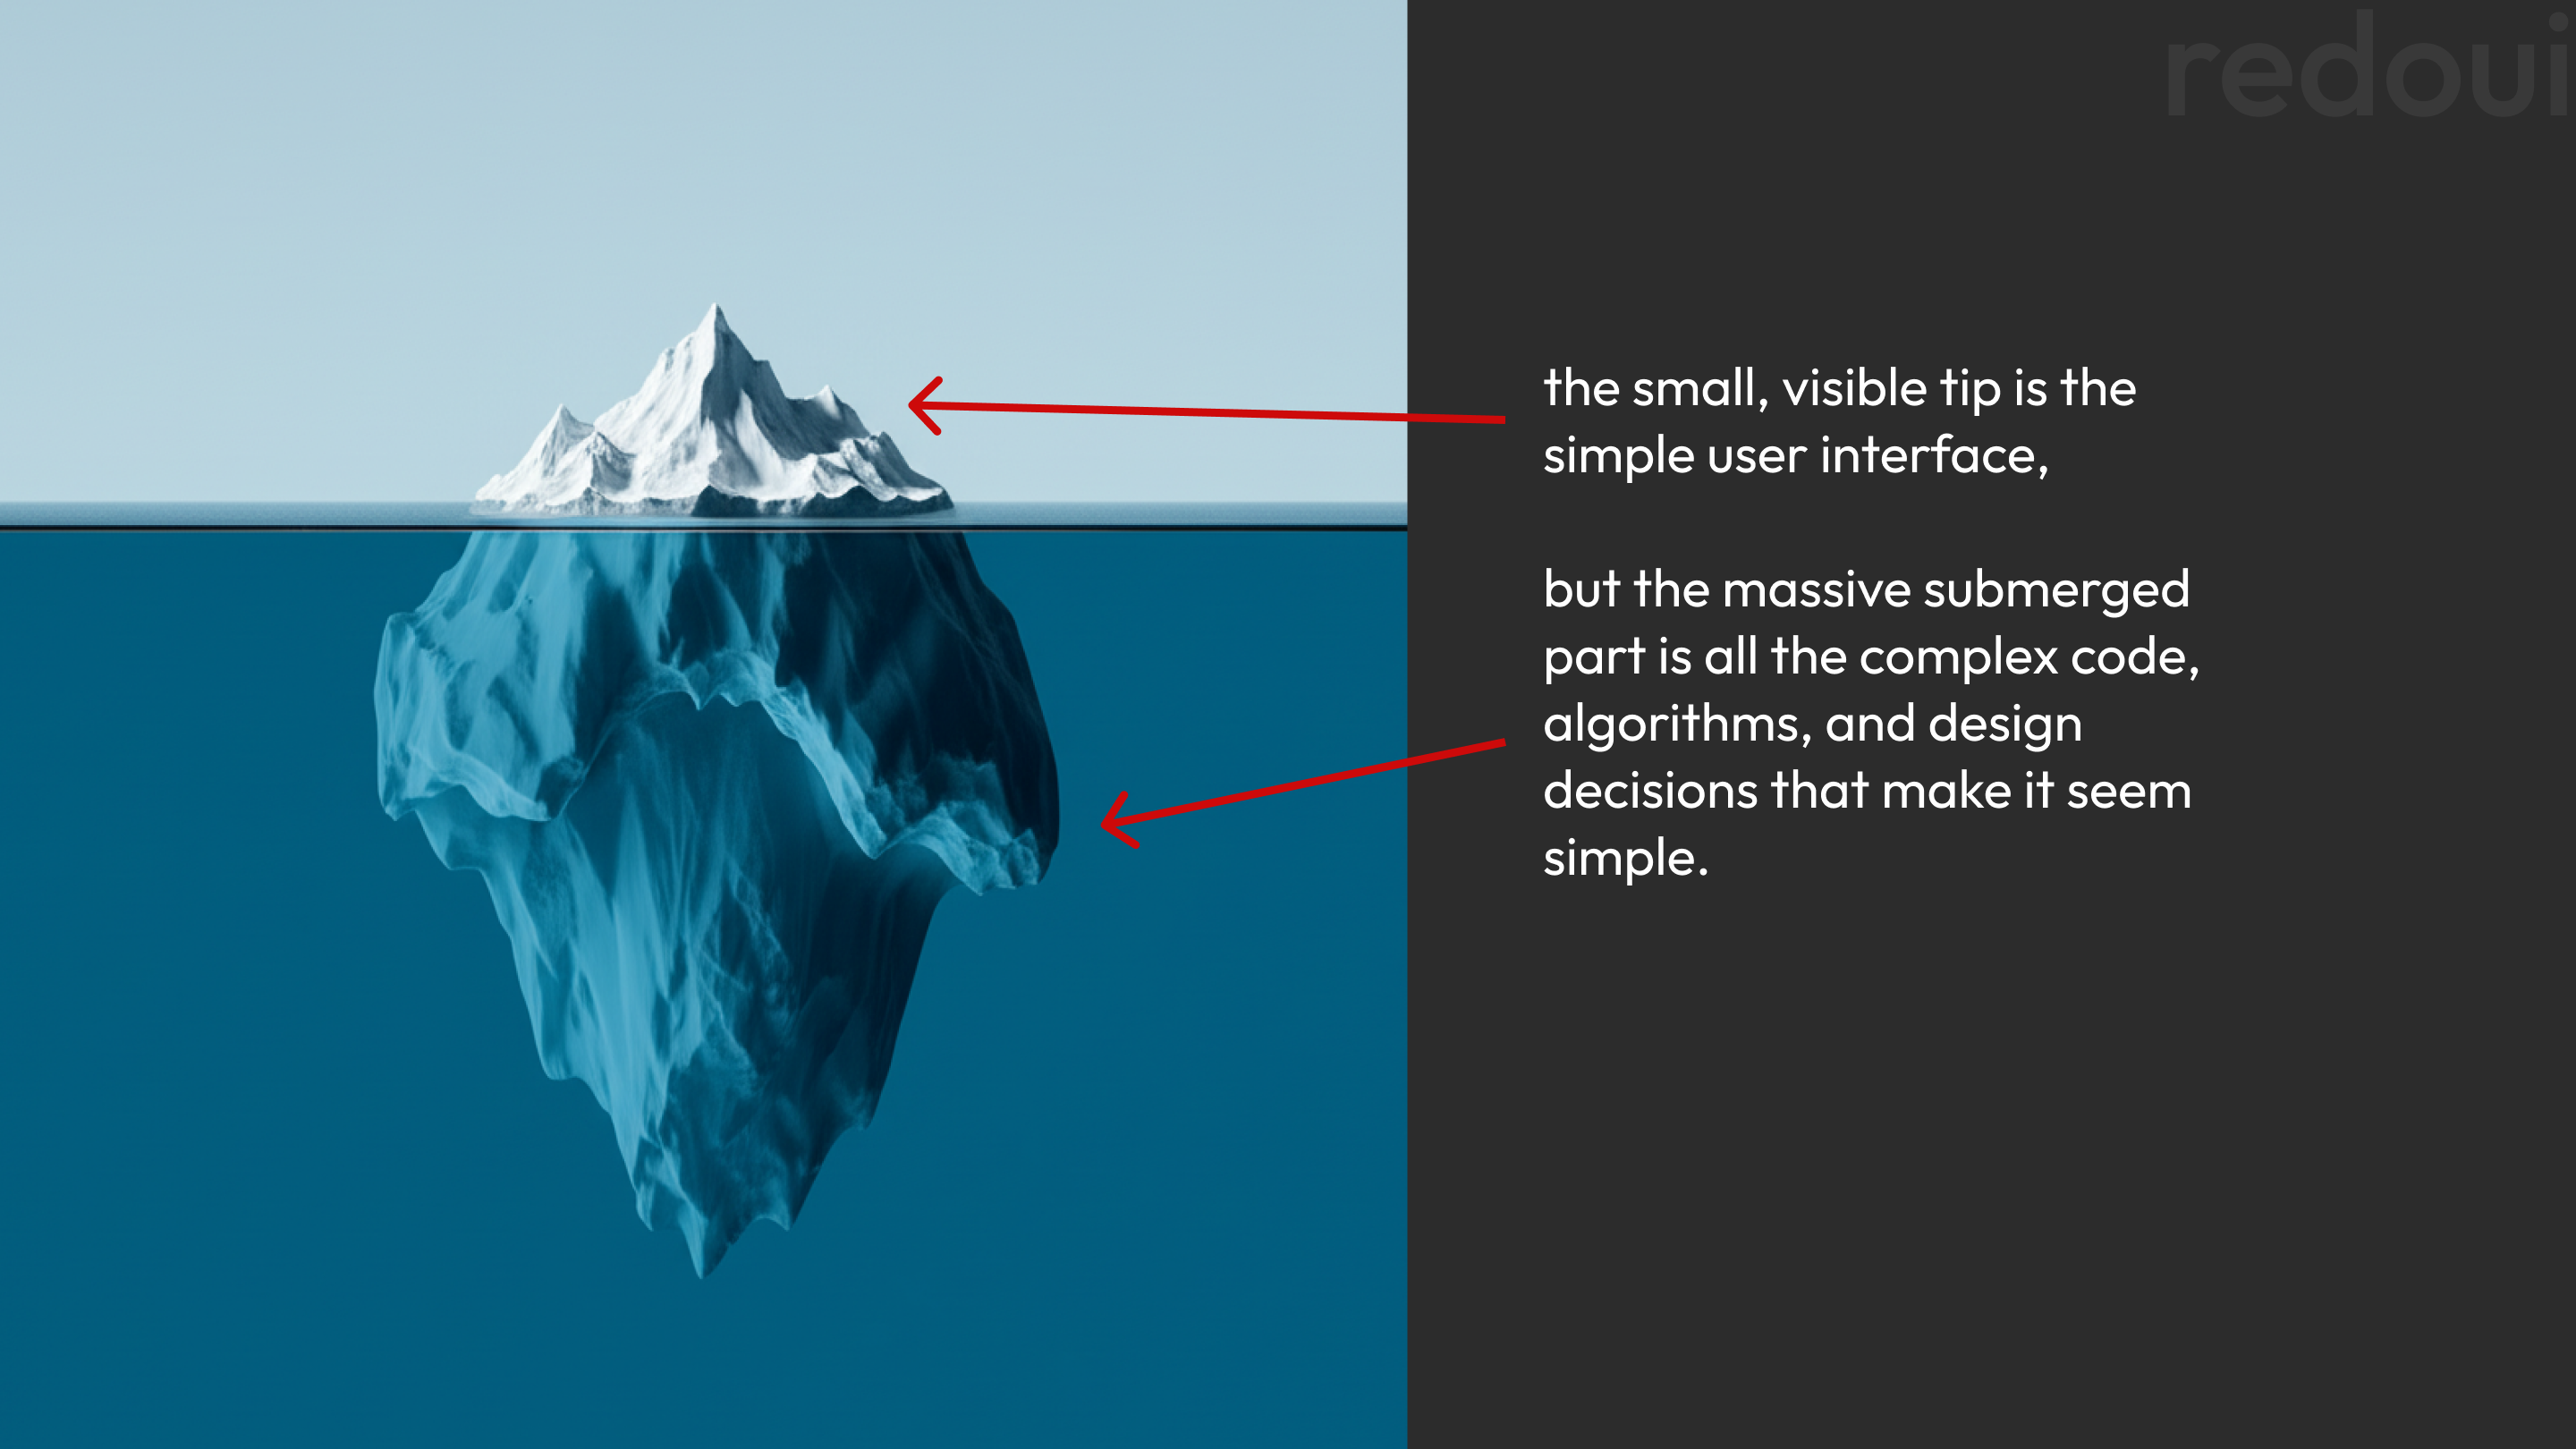 redoui
the small, visible tip is the
simple user interface,
but the massive submerged
part is all the complex code,
algorithms, and design
decisions that make it seem
simple.